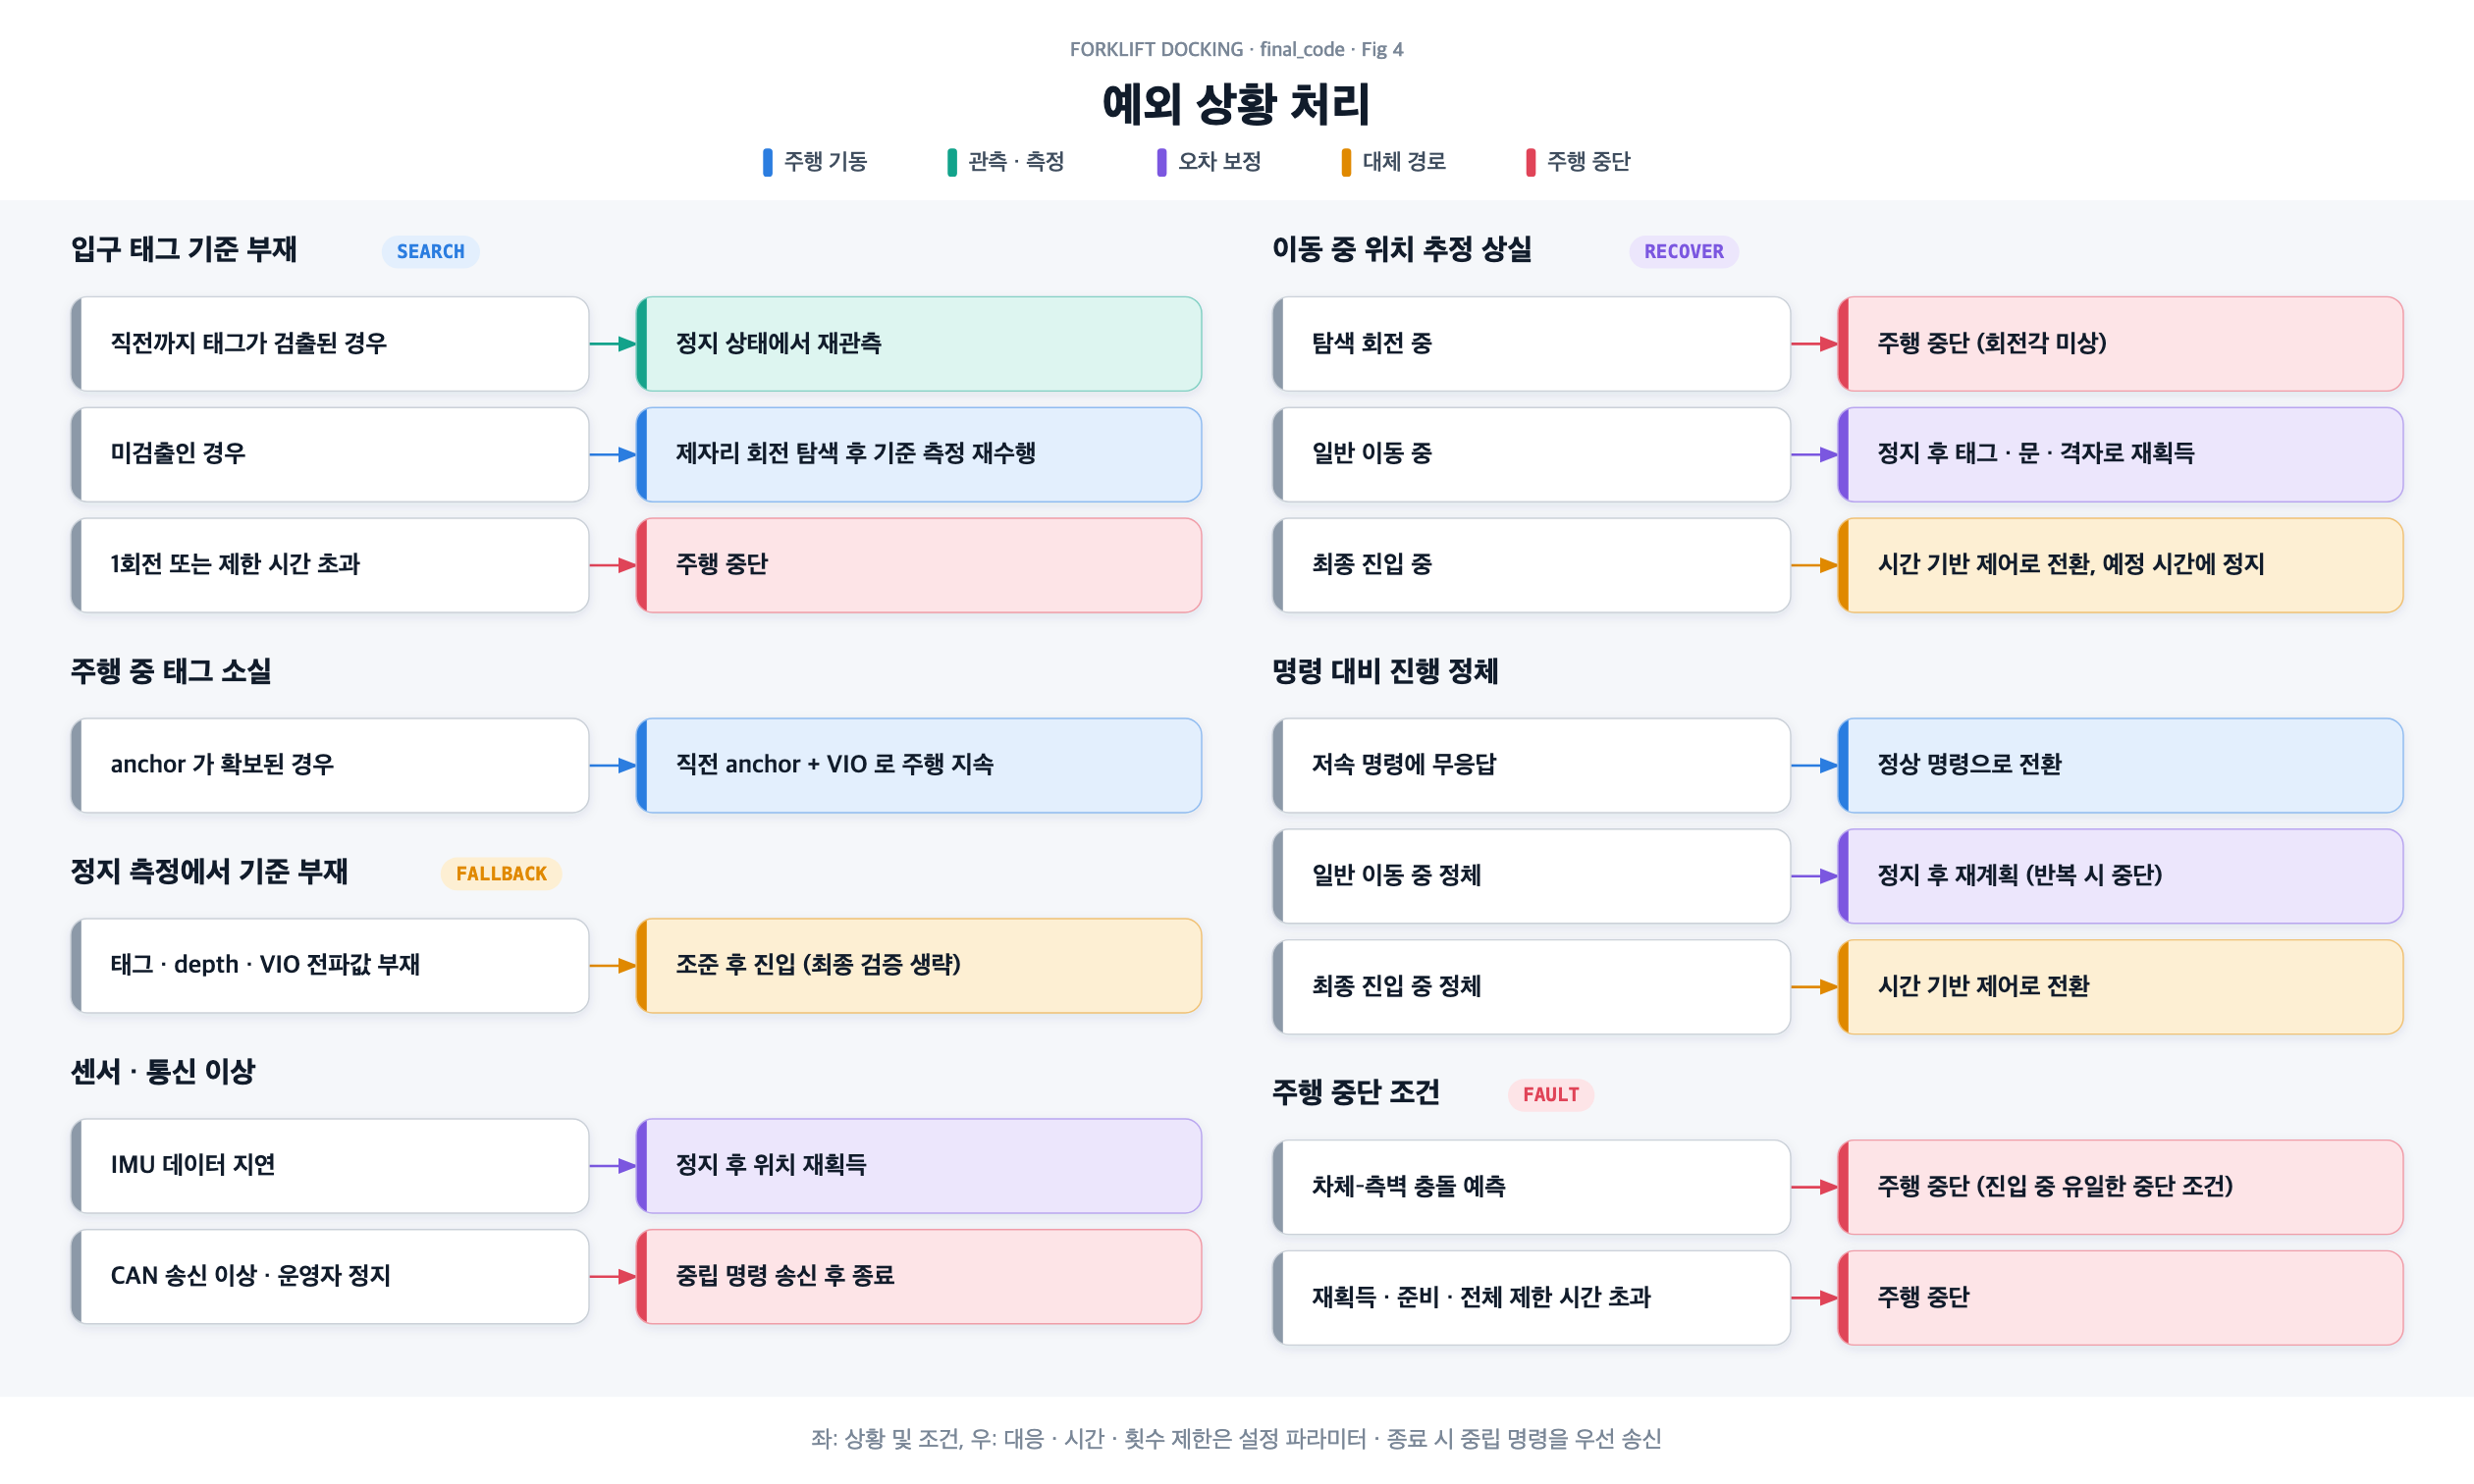 FORKLIFT DOCKING · final_code · Fig 4
예외 상황 처리
주행 기동
관측 · 측정
오차 보정
대체 경로
주행 중단
입구 태그 기준 부재 SEARCH
직전까지 태그가 검출된 경우
정지 상태에서 재관측
미검출인 경우
제자리 회전 탐색 후 기준 측정 재수행
1회전 또는 제한 시간 초과
주행 중단
주행 중 태그 소실
anchor 가 확보된 경우
직전 anchor + VIO 로 주행 지속
정지 측정에서 기준 부재 FALLBACK
태그 · depth · VIO 전파값 부재
조준 후 진입 (최종 검증 생략)
센서 · 통신 이상
IMU 데이터 지연
정지 후 위치 재획득
CAN 송신 이상 · 운영자 정지
중립 명령 송신 후 종료
이동 중 위치 추정 상실 RECOVER
탐색 회전 중
주행 중단 (회전각 미상)
일반 이동 중
정지 후 태그 · 문 · 격자로 재획득
최종 진입 중
시간 기반 제어로 전환, 예정 시간에 정지
명령 대비 진행 정체
저속 명령에 무응답
정상 명령으로 전환
일반 이동 중 정체
정지 후 재계획 (반복 시 중단)
최종 진입 중 정체
시간 기반 제어로 전환
주행 중단 조건 FAULT
차체-측벽 충돌 예측
주행 중단 (진입 중 유일한 중단 조건)
재획득 · 준비 · 전체 제한 시간 초과
주행 중단
좌: 상황 및 조건, 우: 대응 · 시간 · 횟수 제한은 설정 파라미터 · 종료 시 중립 명령을 우선 송신